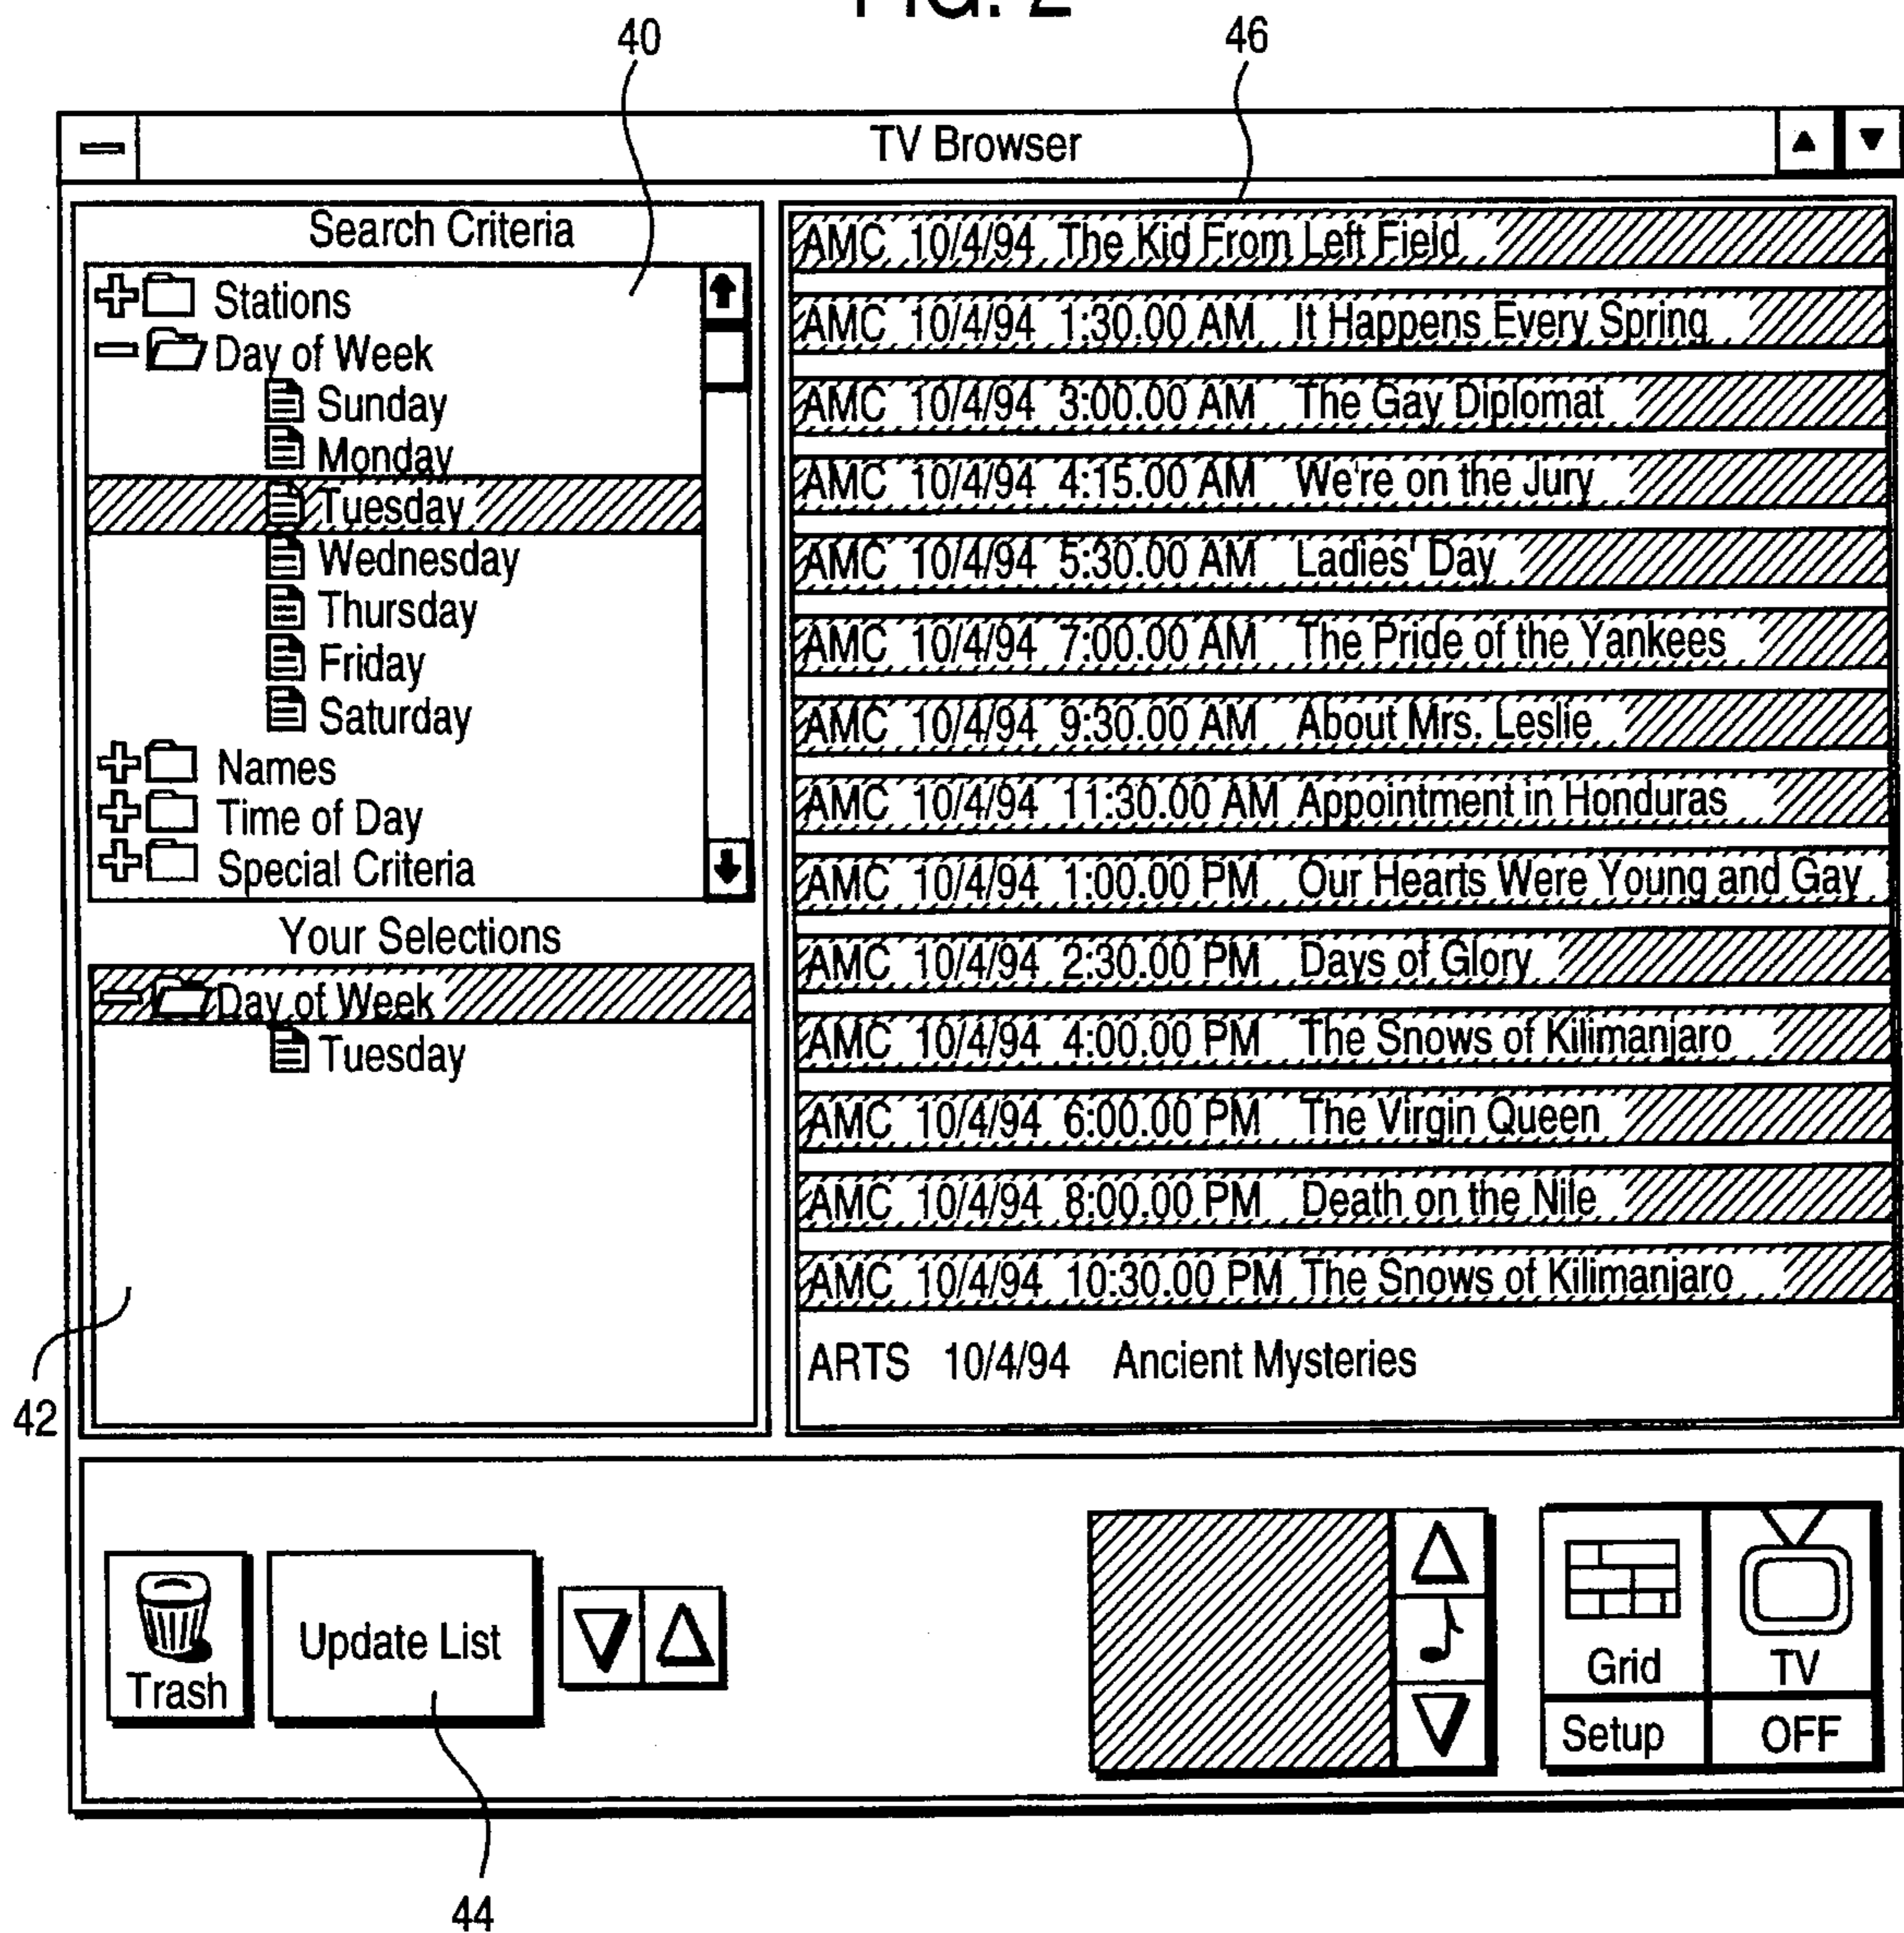 FIG. 2
40
46
TV Browser
Search Criteria
Stations
Day of Week
Sunday
Monday
Tuesday
Wednesday
Thursday
Friday
Saturday
Names
Time of Day
Special Criteria
Your Selections
Day of Week
Tuesday
42
AMC 10/4/94 The Kid From Left Field
AMC 10/4/94 1:30.00 AM It Happens Every Spring
AMC 10/4/94 3:00.00 AM The Gay Diplomat
AMC 10/4/94 4:15.00 AM We're on the Jury
AMC 10/4/94 5:30.00 AM Ladies' Day
AMC 10/4/94 7:00.00 AM The Pride of the Yankees
AMC 10/4/94 9:30.00 AM About Mrs. Leslie
AMC 10/4/94 11:30.00 AM Appointment in Honduras
AMC 10/4/94 1:00.00 PM Our Hearts Were Young and Gay
AMC 10/4/94 2:30.00 PM Days of Glory
AMC 10/4/94 4:00.00 PM The Snows of Kilimanjaro
AMC 10/4/94 6:00.00 PM The Virgin Queen
AMC 10/4/94 8:00.00 PM Death on the Nile
AMC 10/4/94 10:30.00 PM The Snows of Kilimanjaro
ARTS 10/4/94 Ancient Mysteries
Trash
Update List
Grid
TV
Setup
OFF
44